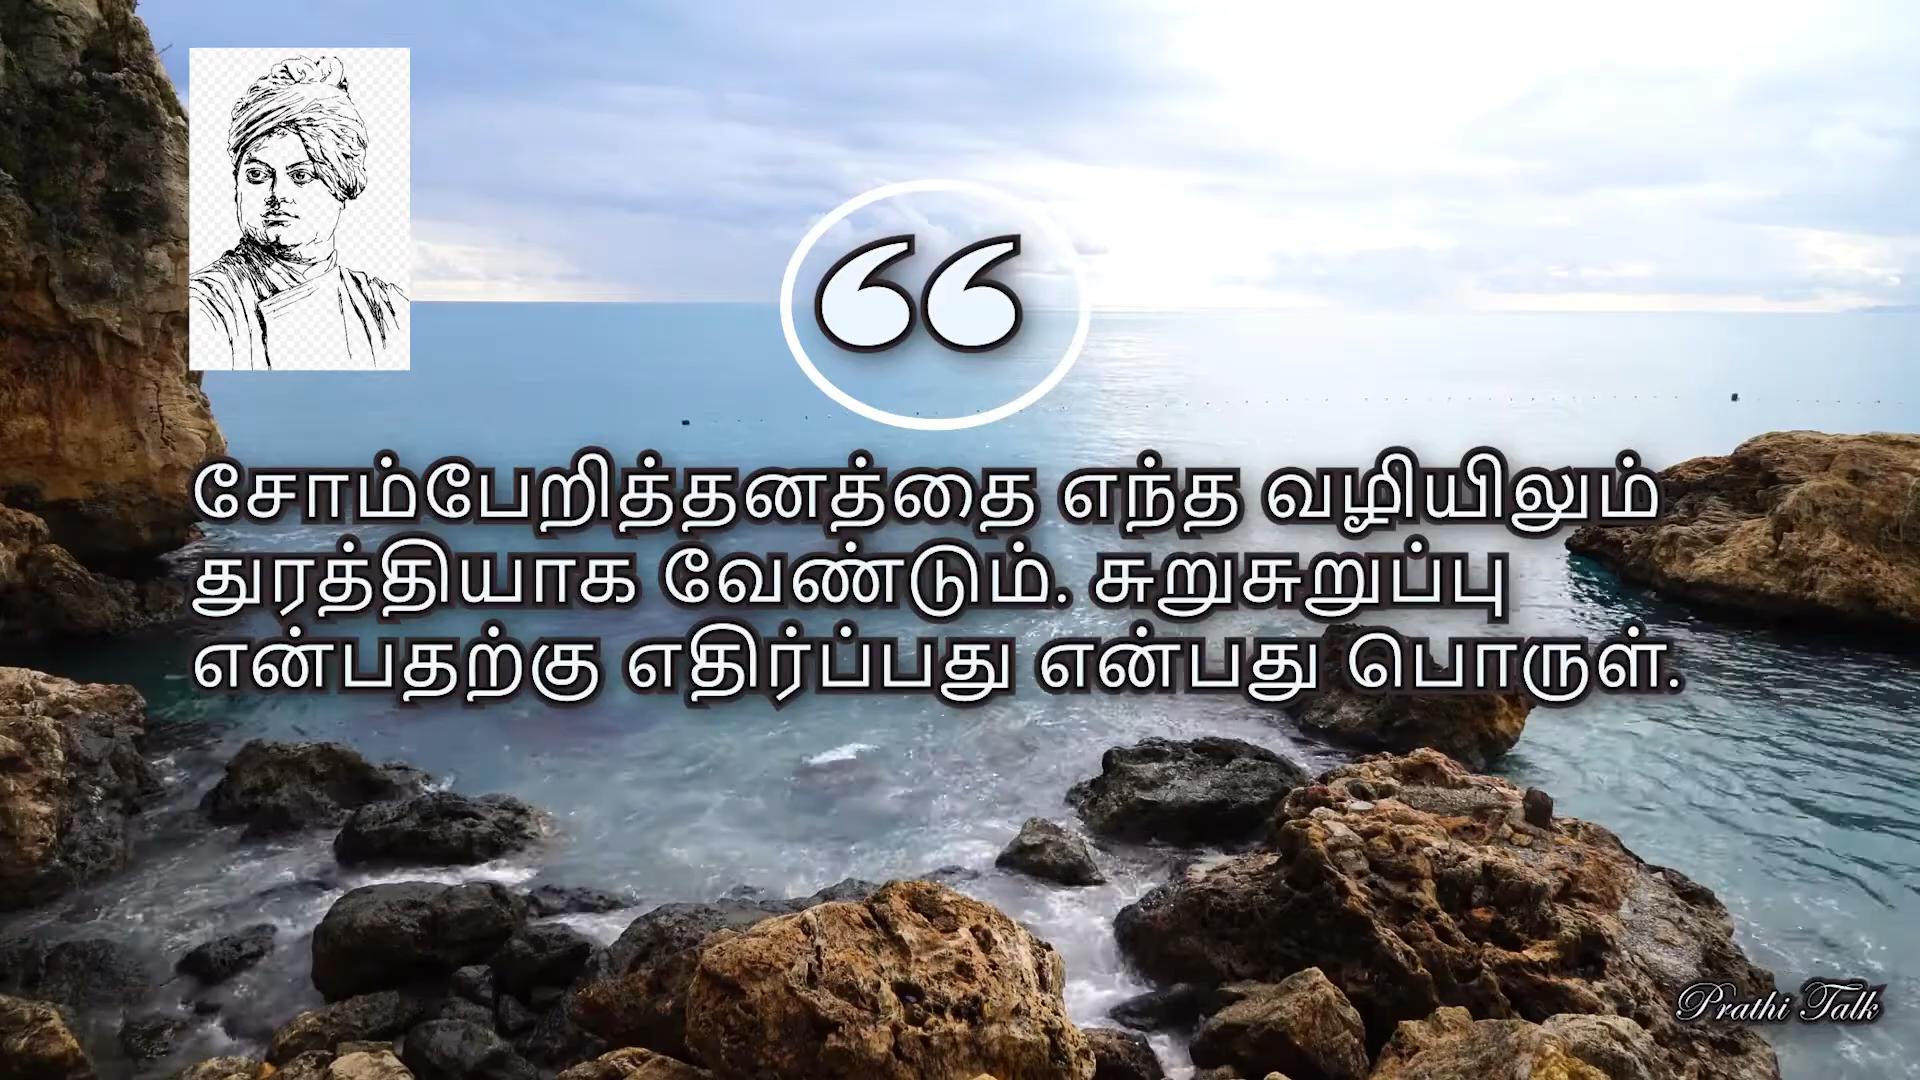 சோம்பேறித்தனத்தை எந்த வழியிலும்
துரத்தியாக வேண்டும். சுறுசுறுப்பு
என்பதற்கு எதிர்ப்பது என்பது பொருள்.
Prathi Talk